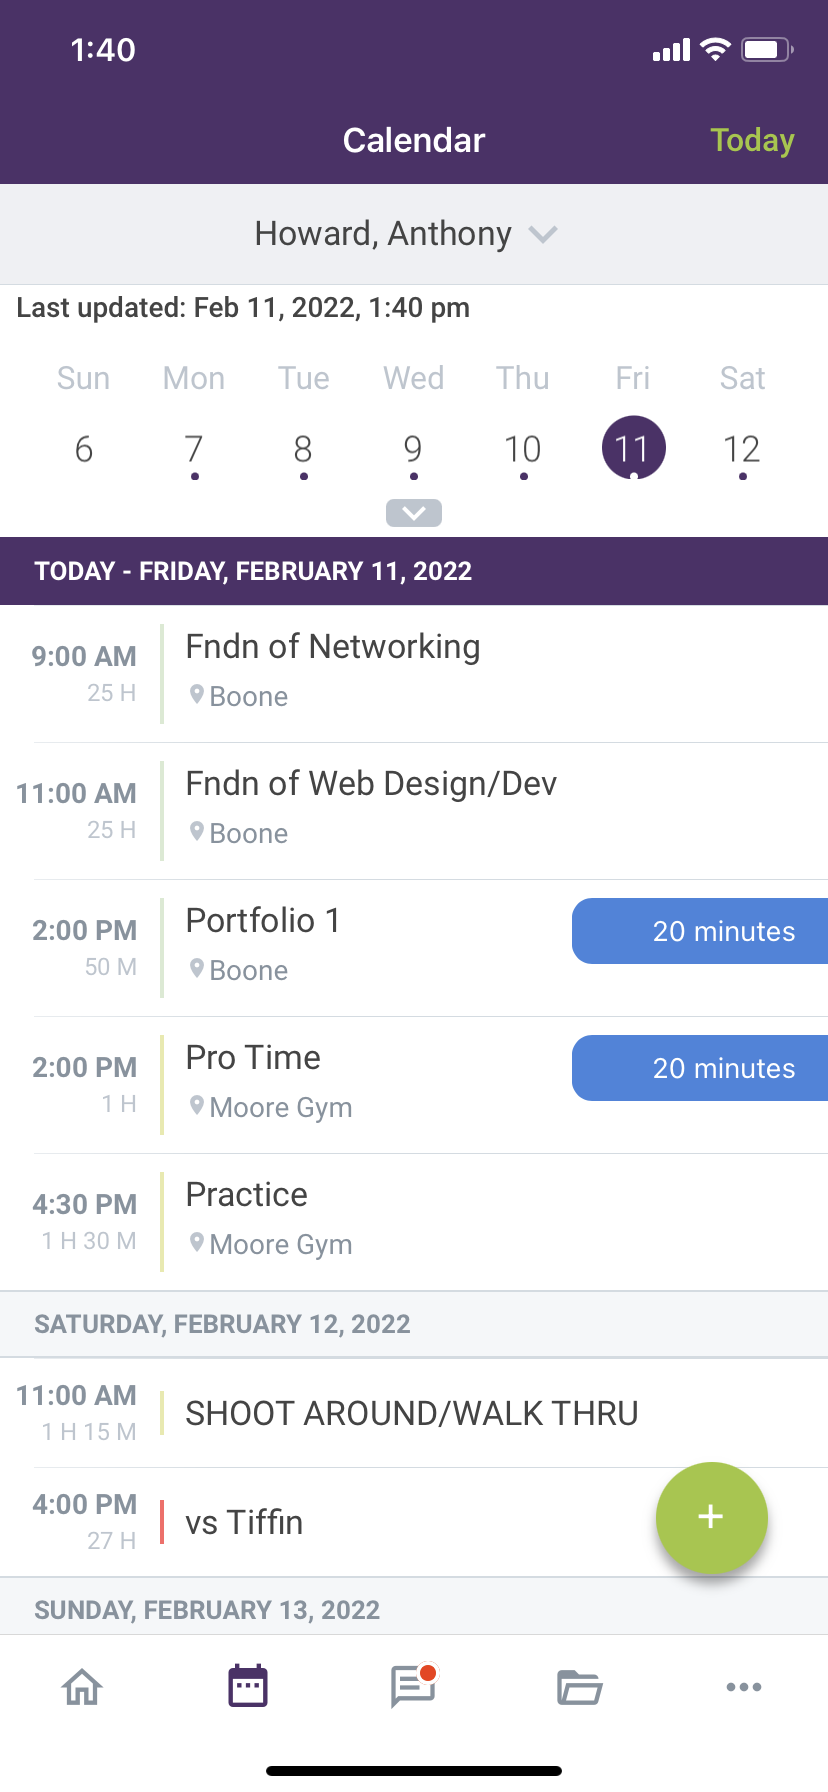 1:40
Calendar
Today
Howard, Anthony
Last updated: Feb 11, 2022, 1:40 pm
Sun Mon Tue Wed Thu Fri Sat
6 7 8 9 10 11 12
TODAY - FRIDAY, FEBRUARY 11, 2022
9:00 AM
25 H
Fndn of Networking
Boone
11:00 AM
25 H
Fndn of Web Design/Dev
Boone
2:00 PM
50 M
Portfolio 1
Boone
20 minutes
2:00 PM
1 H
Pro Time
Moore Gym
20 minutes
4:30 PM
1 H 30 M
Practice
Moore Gym
SATURDAY, FEBRUARY 12, 2022
11:00 AM
1 H 15 M
SHOOT AROUND/WALK THRU
4:00 PM
27 H
vs Tiffin
+
SUNDAY, FEBRUARY 13, 2022